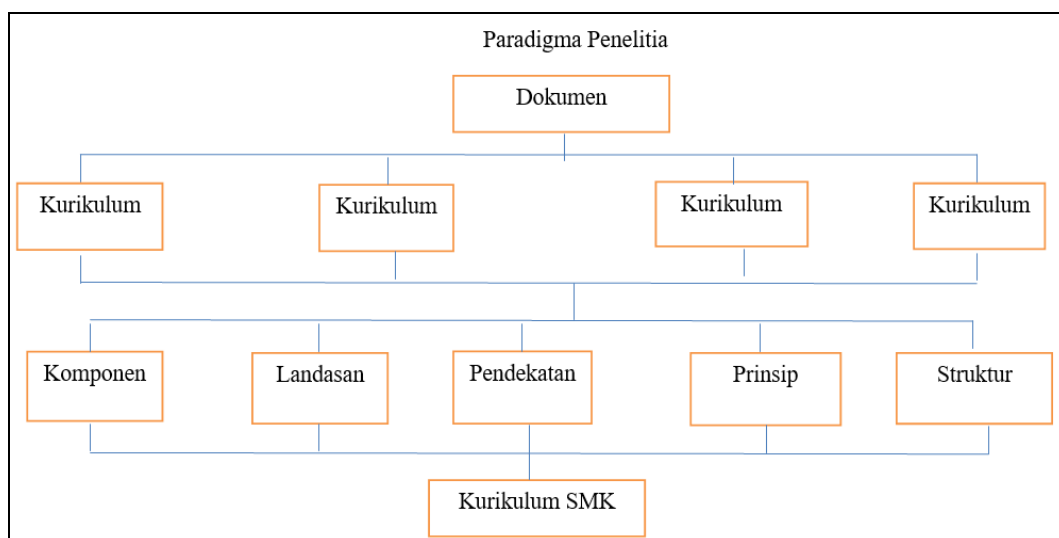 Paradigma Penelitia
Dokumen
Kurikulum
Kurikulum
Kurikulum
Kurikulum
Komponen
Landasan
Pendekatan
Prinsip
Struktur
Kurikulum SMK